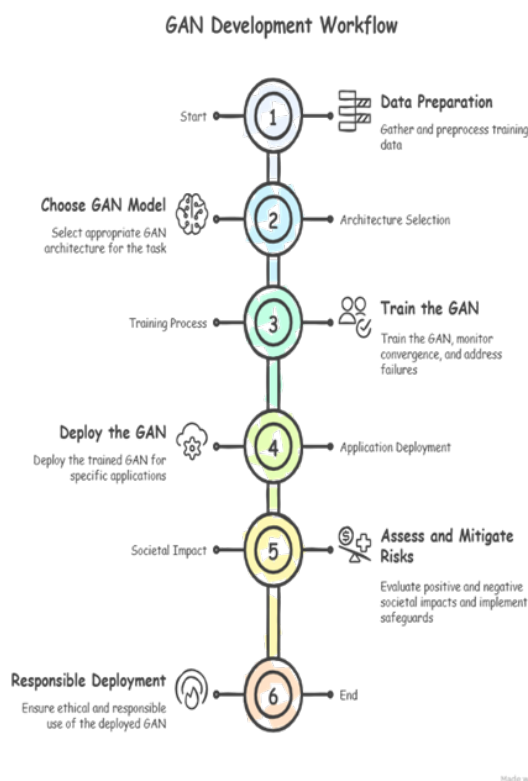 GAN Development Workflow
Start
1
Data Preparation
Gather and preprocess training
data
Choose GAN Model
Select appropriate GAN
architecture for the task
2
Architecture Selection
Training Process
3
Train the GAN
Train the GAN, monitor
convergence, and address
failures
Deploy the GAN
Deploy the trained GAN for
specific applications
4
Application Deployment
Societal Impact
5
$
Assess and Mitigate
Risks
Evaluate positive and negative
societal impacts and implement
safeguards
Responsible Deployment
Ensure ethical and responsible
use of the deployed GAN
6
End
Made